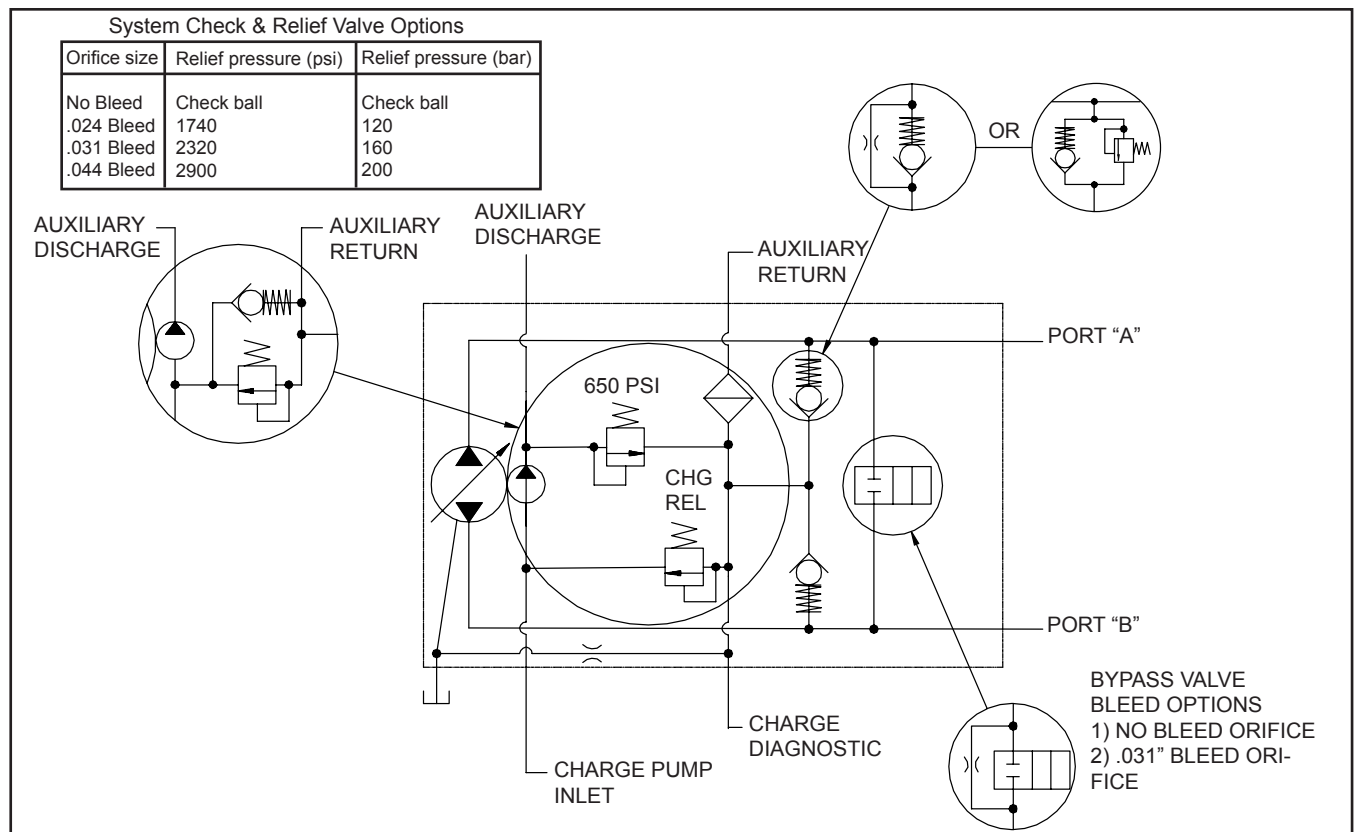 System Check & Relief Valve Options
Orifice size Relief pressure (psi) Relief pressure (bar)
No Bleed Check ball Check ball
.024 Bleed 1740 120
.031 Bleed 2320 160
.044 Bleed 2900 200
OR
AUXILIARY
DISCHARGE
AUXILIARY
RETURN
AUXILIARY
DISCHARGE
AUXILIARY
RETURN
PORT “A”
650 PSI
CHG
REL
PORT “B”
CHARGE
DIAGNOSTIC
CHARGE PUMP
INLET
BYPASS VALVE
BLEED OPTIONS
1) NO BLEED ORIFICE
2) .031” BLEED ORI-
FICE